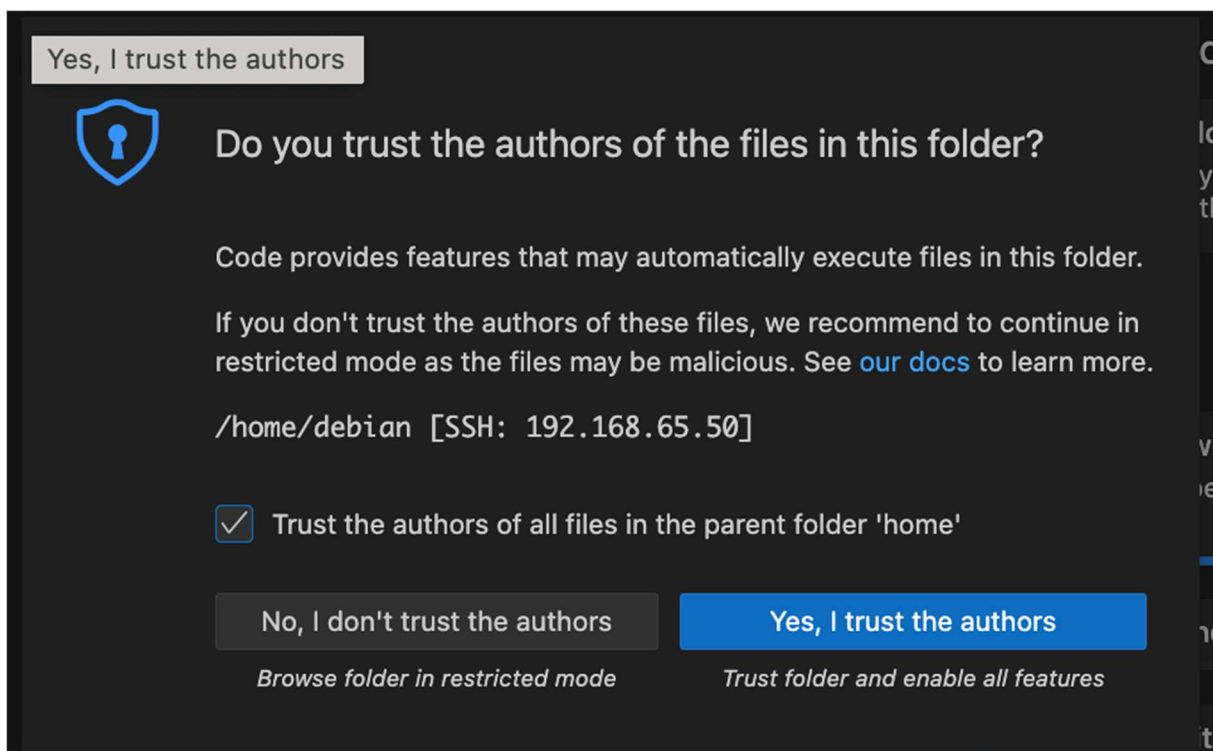 Yes, I trust the authors
Do you trust the authors of the files in this folder?
Code provides features that may automatically execute files in this folder.
If you don't trust the authors of these files, we recommend to continue in
restricted mode as the files may be malicious. See our docs to learn more.
/home/debian [SSH: 192.168.65.50]
Trust the authors of all files in the parent folder 'home'
No, I don't trust the authors
Yes, I trust the authors
Browse folder in restricted mode
Trust folder and enable all features